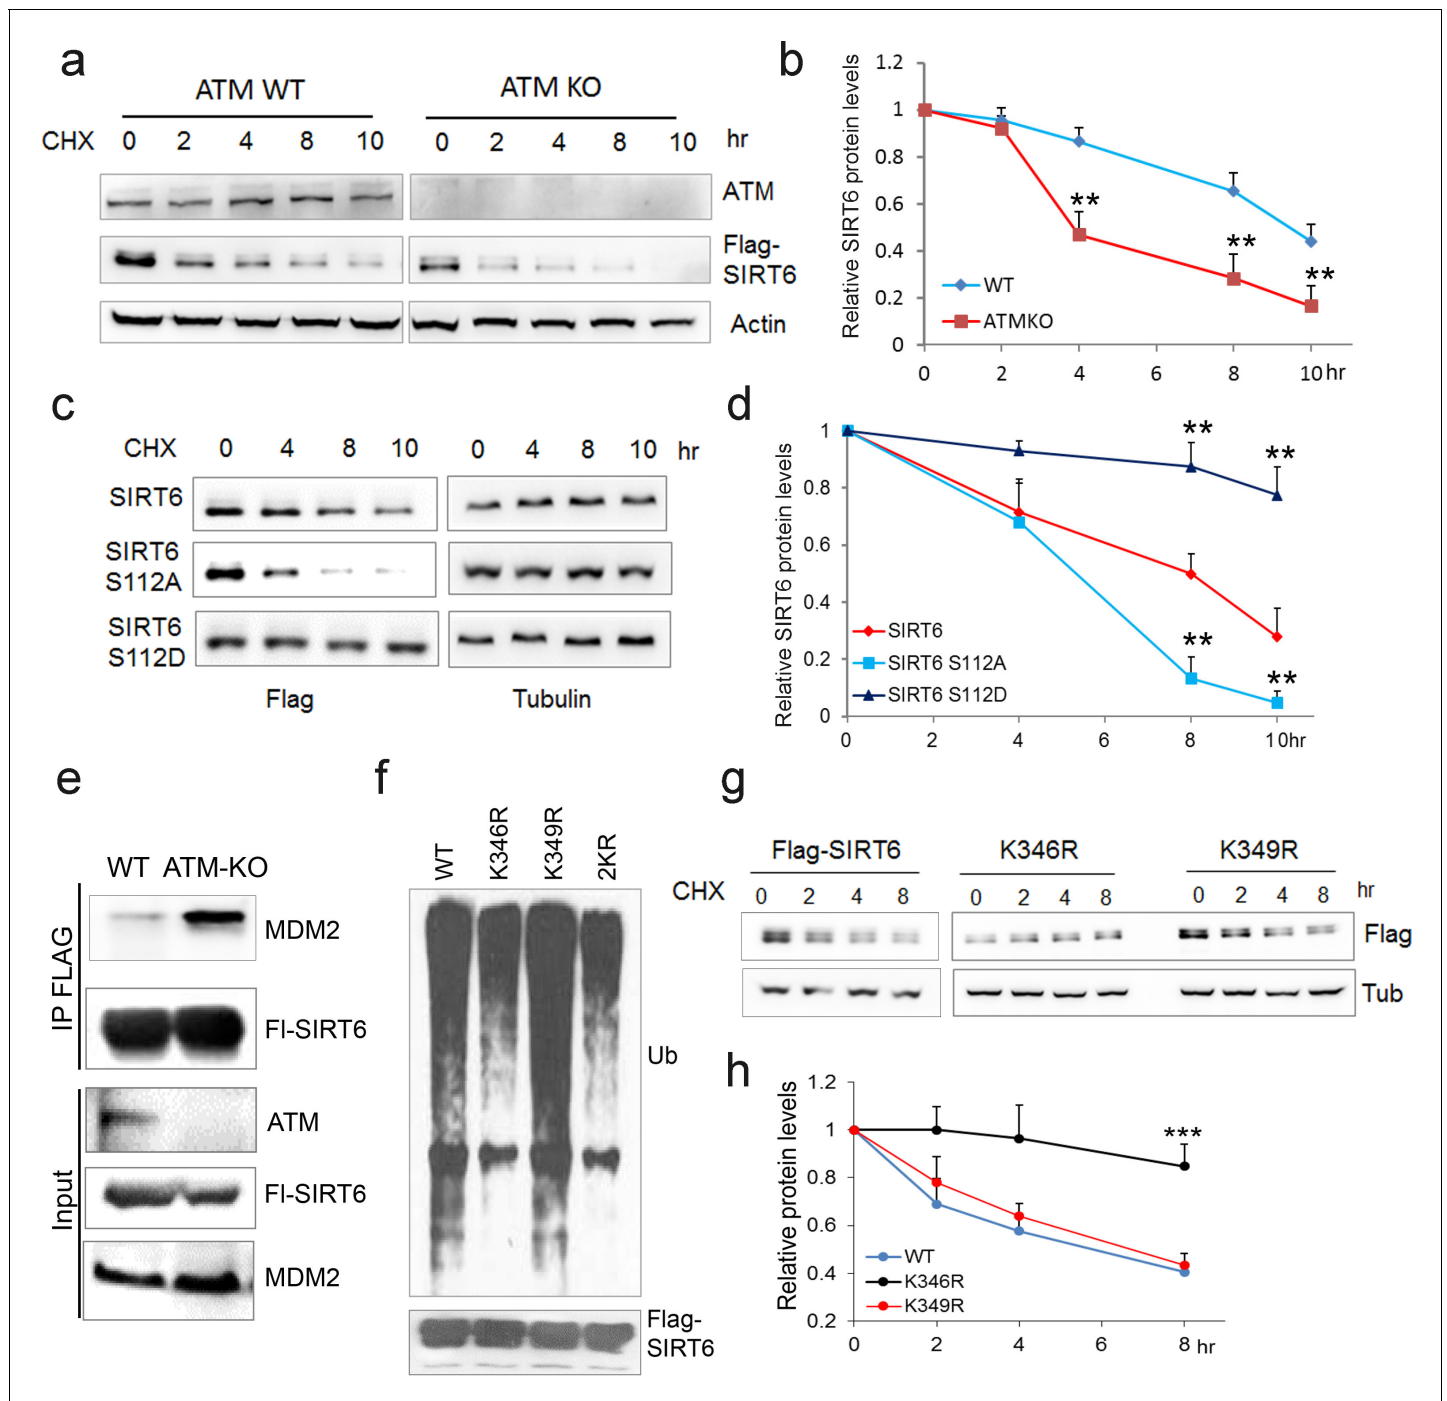 a
ATM WT
ATM KO
CHX 0 2 4 8 10 0 2 4 8 10 hr
ATM
Flag-
SIRT6
Actin
b
Relative SIRT6 protein levels
1.2
1
0.8
0.6
0.4
0.2
0
**
**
**
WT
ATMKO
0 2 4 6 8 10 hr
c
CHX 0 4 8 10 0 4 8 10 hr
SIRT6
SIRT6
S112A
SIRT6
S112D
Flag Tubulin
d
Relative SIRT6 protein levels
1
0.8
0.6
0.4
0.2
0
**
**
**
**
SIRT6
SIRT6 S112A
SIRT6 S112D
0 2 4 6 8 10hr
e
WT ATM-KO
IP FLAG
MDM2
Fl-SIRT6
Input
ATM
Fl-SIRT6
MDM2
f
WT
K346R
K349R
2KR
Ub
Flag-
SIRT6
g
Flag-SIRT6 K346R K349R
CHX 0 2 4 8 0 2 4 8 0 2 4 8 hr
Flag
Tub
h
Relative protein levels
1.2
1
0.8
0.6
0.4
0.2
***
WT
K346R
K349R
0 2 4 6 8 hr